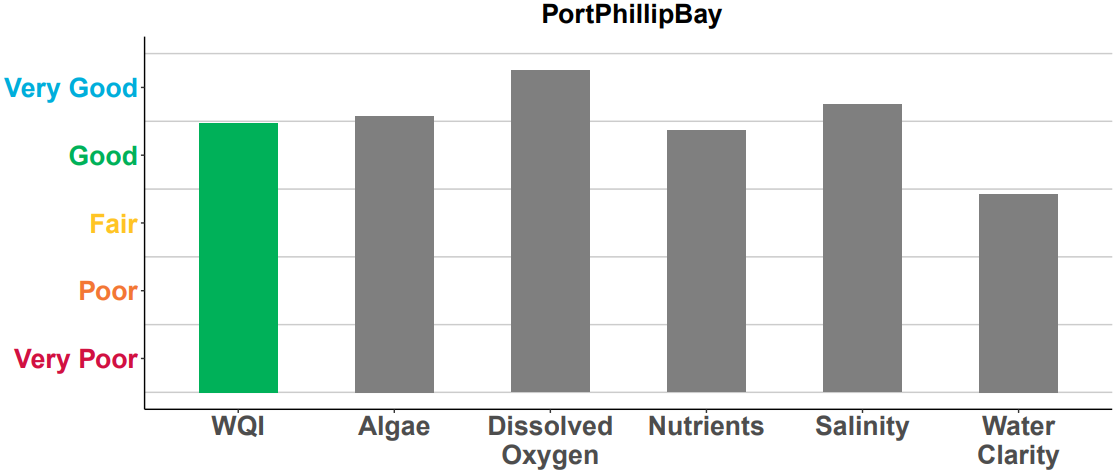 PortPhillipBay
Very Good
Good
Fair
Poor
Very Poor
WQI
Algae
Dissolved
Oxygen
Nutrients
Salinity
Water
Clarity